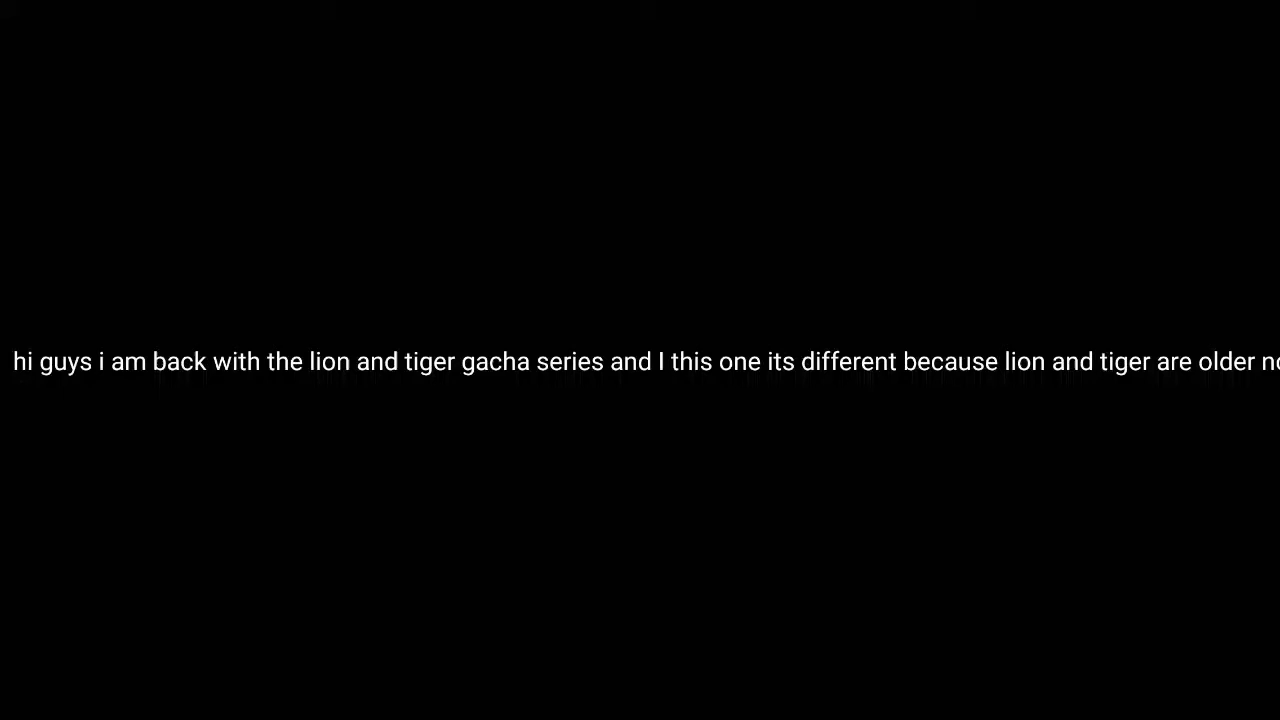 hi guys i am back with the lion and tiger gacha series and I this one its different because lion and tiger are older